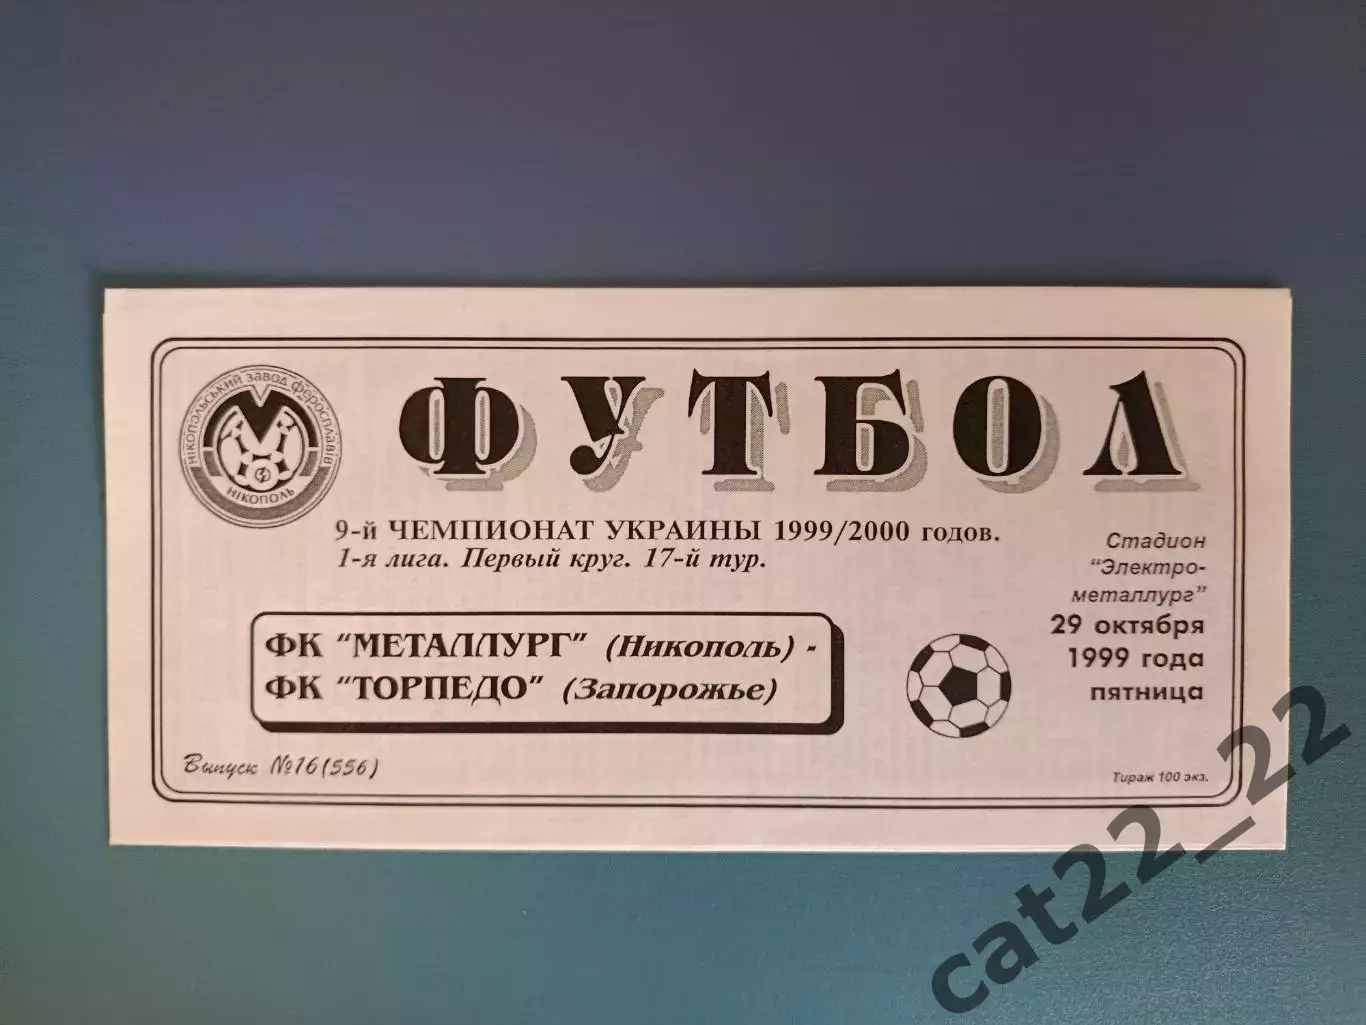 НІКОПОЛЬСЬКИЙ ЗАВОД ФЕРОСПЛАВІВ
НІКОПОЛЬ
ФУТБОЛ
9-й ЧЕМПИОНАТ УКРАИНЫ 1999/2000 годов.
1-я лига. Первый круг. 17-й тур.
Стадион
"Электро-
металлург"
29 октября
1999 года
пятница
ФК "МЕТАЛЛУРГ" (Никополь) -
ФК "ТОРПЕДО" (Запорожье)
Выпуск №16(556)
Тираж 100 экз.
cat22_22